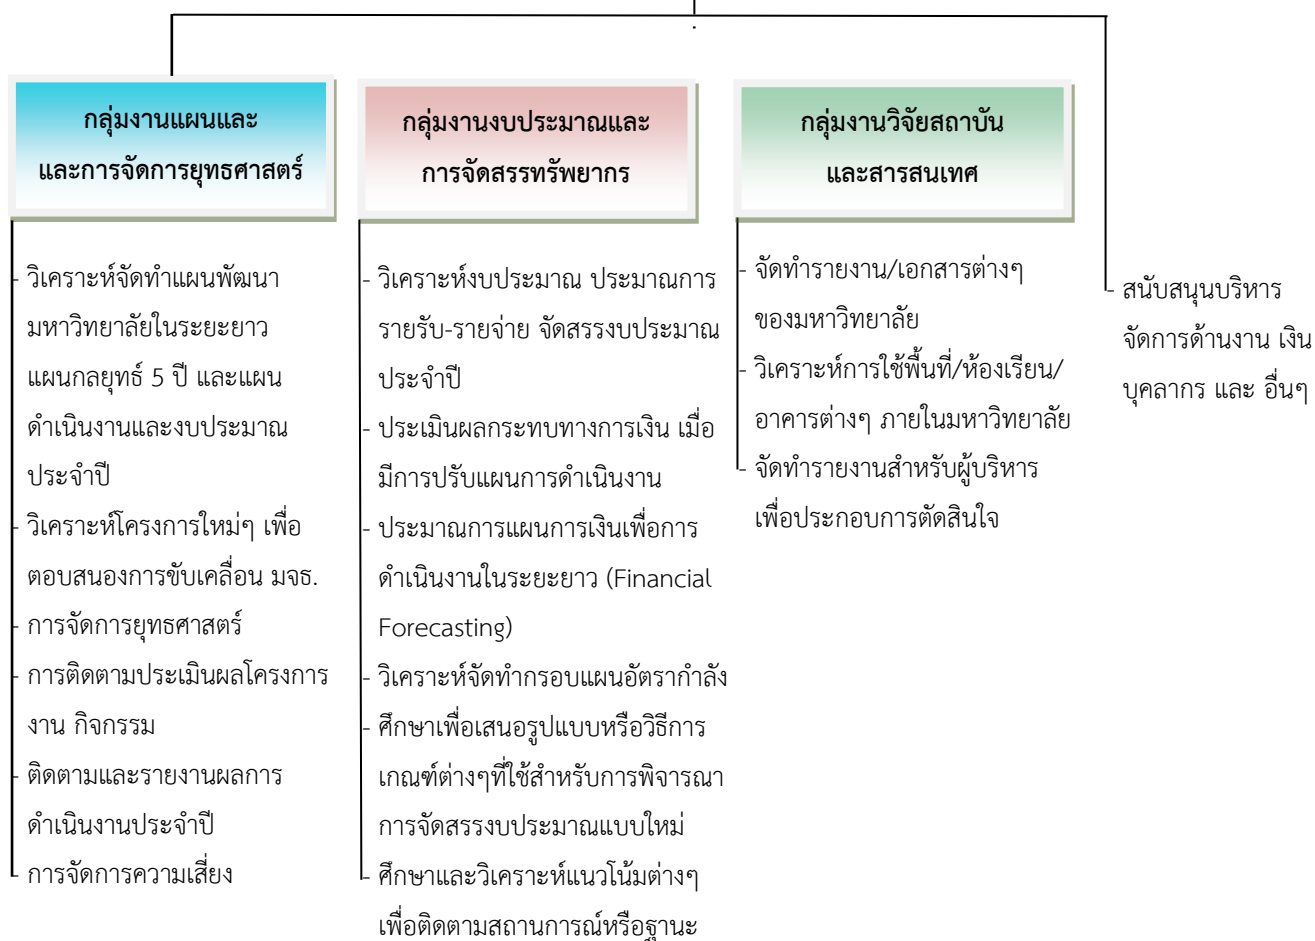 กลุ่มงานแผนและ
และการจัดการยุทธศาสตร์
- วิเคราะห์จัดทำแผนพัฒนา
มหาวิทยาลัยในระยะยาว
แผนกลยุทธ์ 5 ปี และแผน
ดำเนินงานและงบประมาณ
ประจำปี
- วิเคราะห์โครงการใหม่ๆ เพื่อ
ตอบสนองการขับเคลื่อน มจธ.
- การจัดการยุทธศาสตร์
- การติดตามประเมินผลโครงการ
งาน กิจกรรม
- ติดตามและรายงานผลการ
ดำเนินงานประจำปี
- การจัดการความเสี่ยง
กลุ่มงานงบประมาณและ
การจัดสรรทรัพยากร
- วิเคราะห์งบประมาณ ประมาณการ
รายรับ-รายจ่าย จัดสรรงบประมาณ
ประจำปี
- ประเมินผลกระทบทางการเงิน เมื่อ
มีการปรับแผนการดำเนินงาน
- ประมาณการแผนการเงินเพื่อการ
ดำเนินงานในระยะยาว (Financial
Forecasting)
- วิเคราะห์จัดทำกรอบแผนอัตรากำลัง
- ศึกษาเพื่อเสนอรูปแบบหรือวิธีการ
เกณฑ์ต่างๆที่ใช้สำหรับการพิจารณา
การจัดสรรงบประมาณแบบใหม่
- ศึกษาและวิเคราะห์แนวโน้มต่างๆ
เพื่อติดตามสถานการณ์หรือฐานะ
กลุ่มงานวิจัยสถาบัน
และสารสนเทศ
- จัดทำรายงาน/เอกสารต่างๆ
ของมหาวิทยาลัย
- วิเคราะห์การใช้พื้นที่/ห้องเรียน/
อาคารต่างๆ ภายในมหาวิทยาลัย
- จัดทำรายงานสำหรับผู้บริหาร
เพื่อประกอบการตัดสินใจ
- สนับสนุนบริหาร
จัดการด้านงาน เงิน
บุคลากร และ อื่นๆ